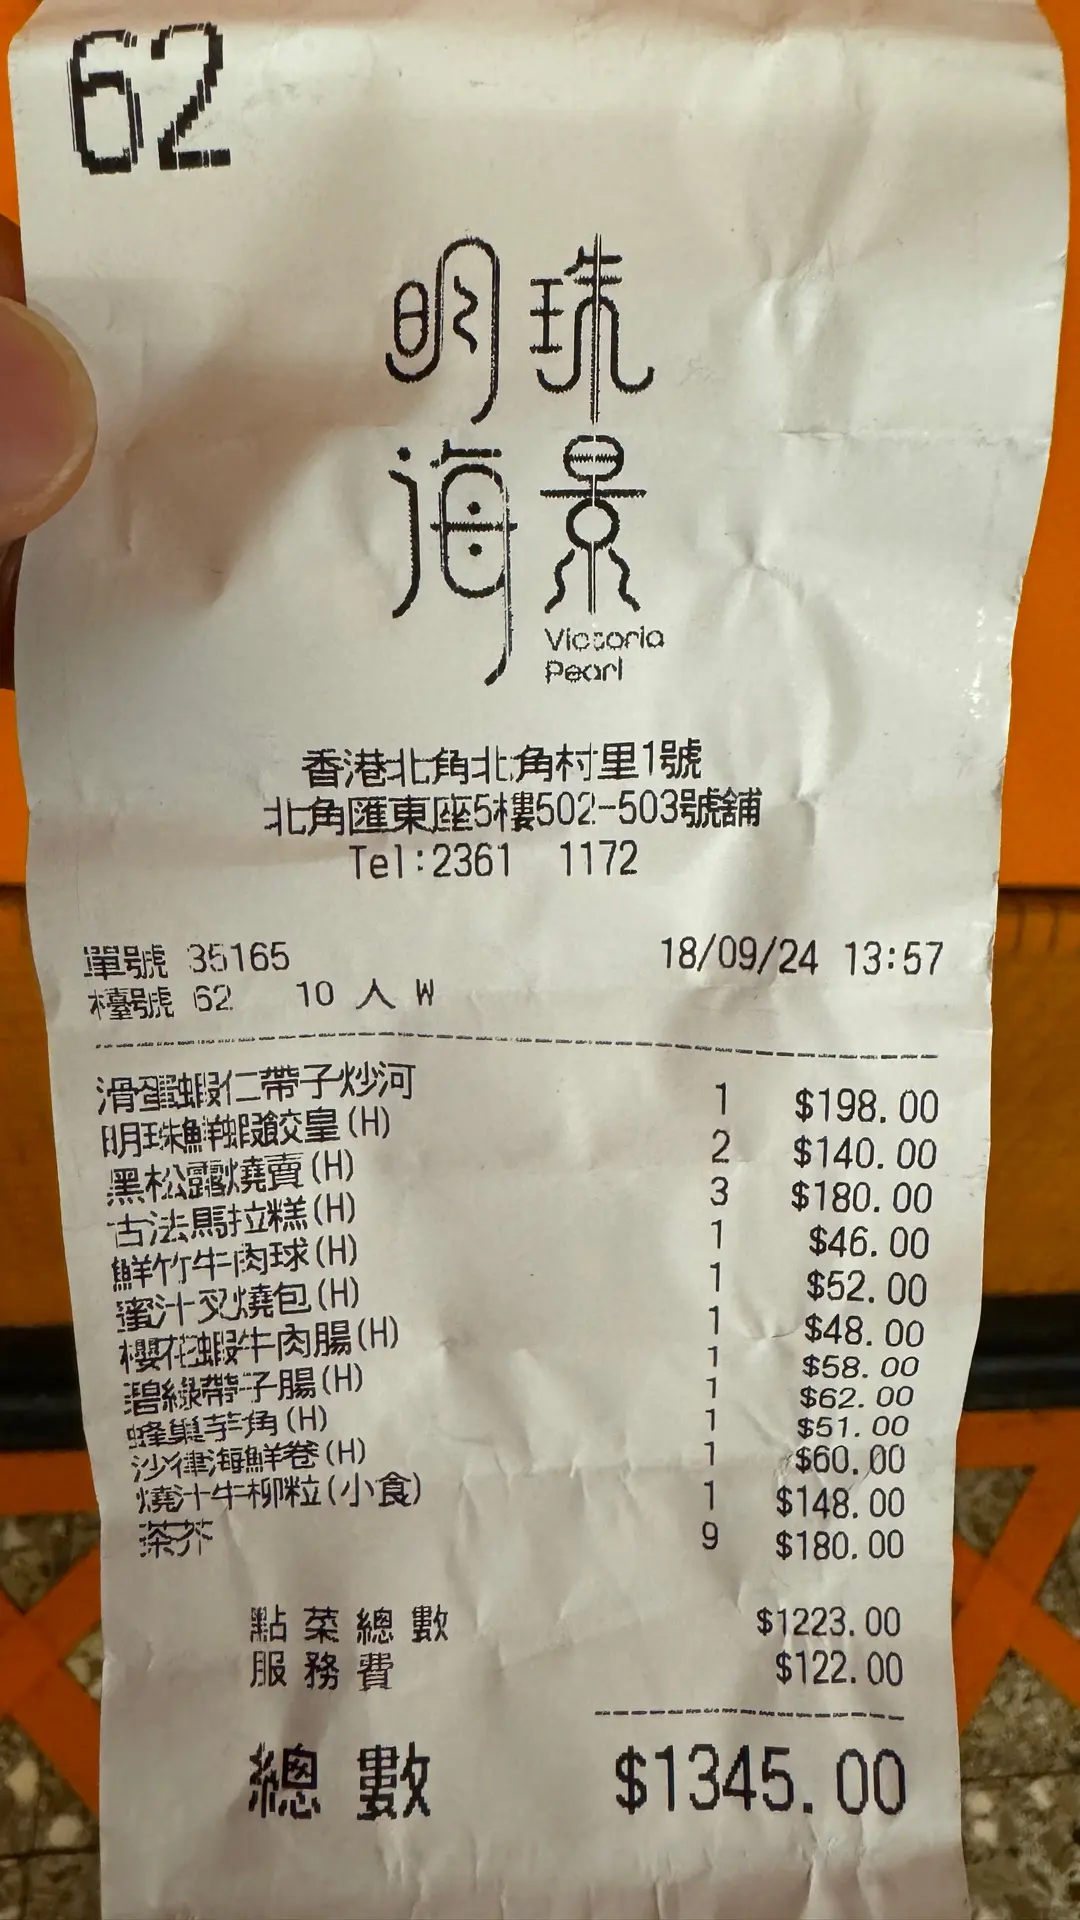 62
明珠
海景
Victoria
Pearl
香港北角北角村里1號
北角匯東座5樓502-503號舖
Tel:2361 1172
單號 35165 18/09/24 13:57
檯號 62 10 人 W
滑蛋蝦仁帶子炒河 1 $198.00
明珠鮮蝦餃皇(H) 2 $140.00
黑松露燒賣(H) 3 $180.00
古法馬拉糕(H) 1 $46.00
鮮竹牛肉球(H) 1 $52.00
蜜汁叉燒包(H) 1 $48.00
櫻花蝦牛肉腸(H) 1 $58.00
碧綠帶子腸(H) 1 $62.00
蜂巢芋角(H) 1 $51.00
沙律海鮮卷(H) 1 $60.00
燒汁牛柳粒(小食) 1 $148.00
茶芥 9 $180.00
點菜總數 $1223.00
服務費 $122.00
總數 $1345.00